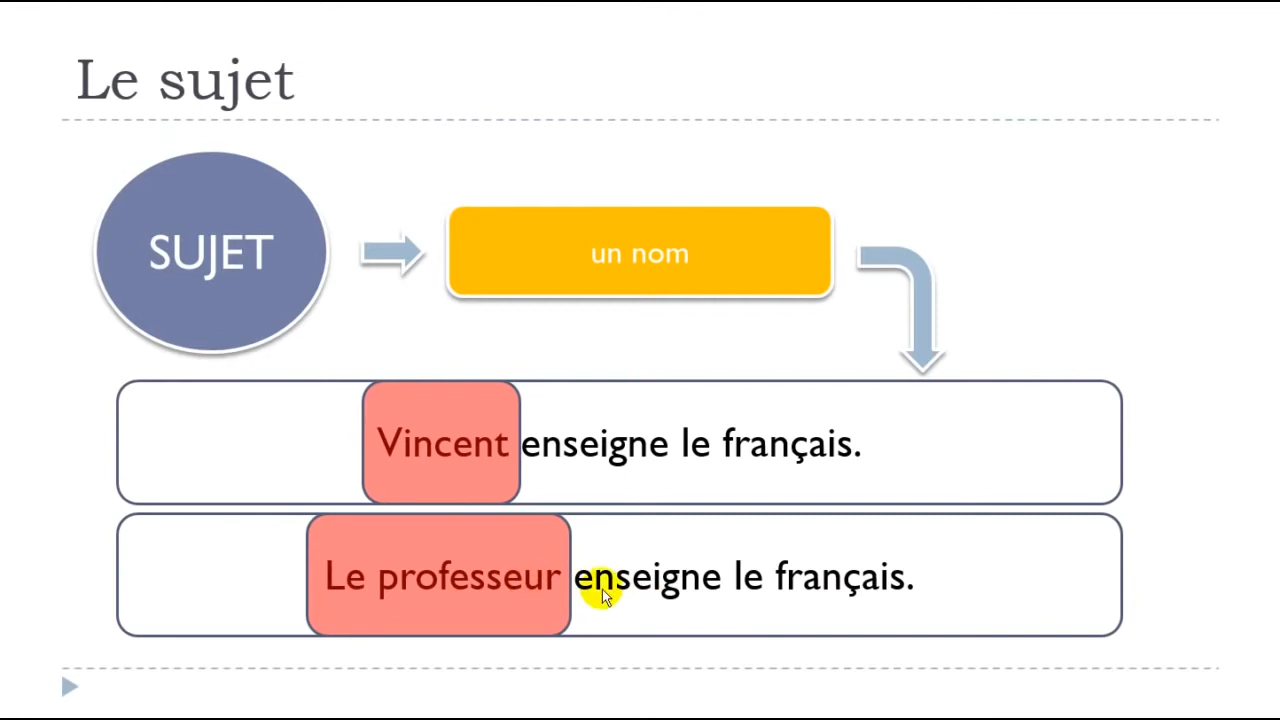 Le sujet
SUJET
un nom
Vincent enseigne le français.
Le professeur enseigne le français.